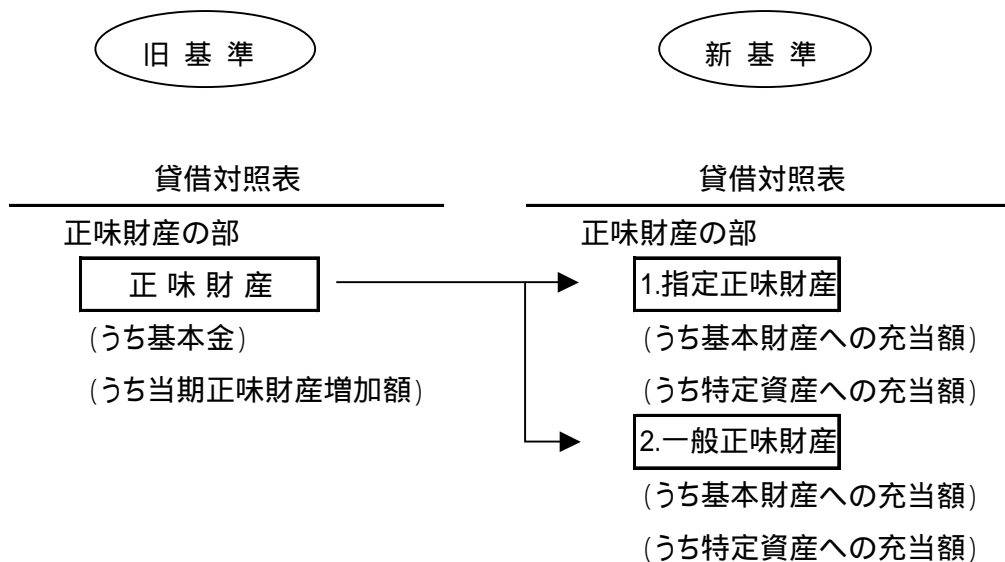 旧 基 準
新 基 準
貸借対照表
正味財産の部
正 味 財 産
(うち基本金)
(うち当期正味財産増加額)
貸借対照表
正味財産の部
1.指定正味財産
(うち基本財産への充当額)
(うち特定資産への充当額)
2.一般正味財産
(うち基本財産への充当額)
(うち特定資産への充当額)